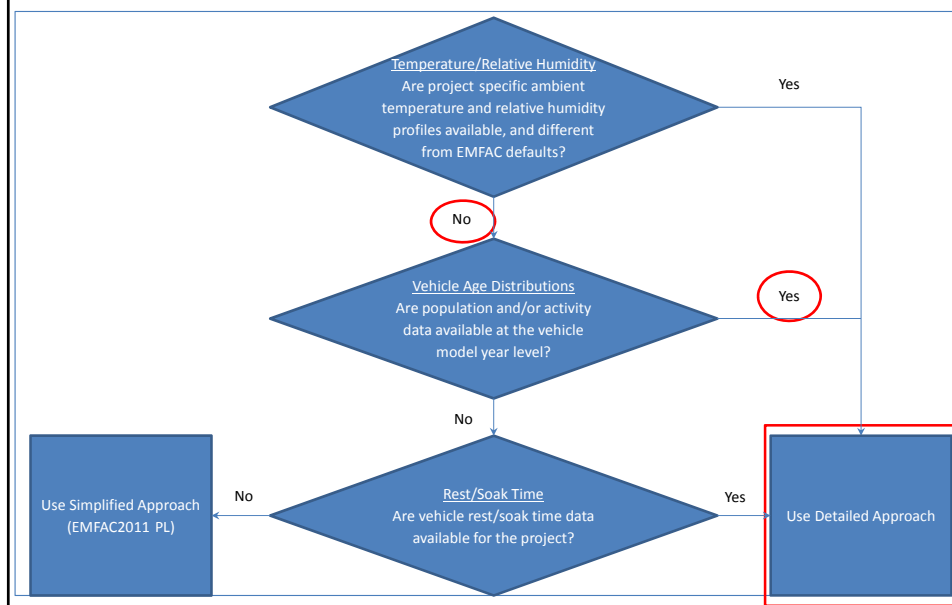 Temperature/Relative Humidity
Are project specific ambient
temperature and relative humidity
profiles available, and different
from EMFAC defaults?
Yes
No
Vehicle Age Distributions
Are population and/or activity
data available at the vehicle
model year level?
Yes
No
Rest/Soak Time
Are vehicle rest/soak time data
available for the project?
No
Yes
Use Simplified Approach
(EMFAC2011 PL)
Use Detailed Approach